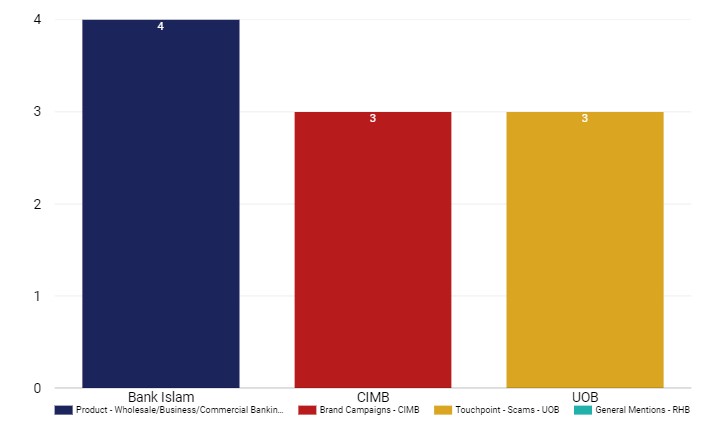 4
4
3
3
3
2
1
0
Bank Islam
CIMB
UOB
Product - Wholesale/Business/Commercial Bankin...
Brand Campaigns - CIMB
Touchpoint - Scams - UOB
General Mentions - RHB